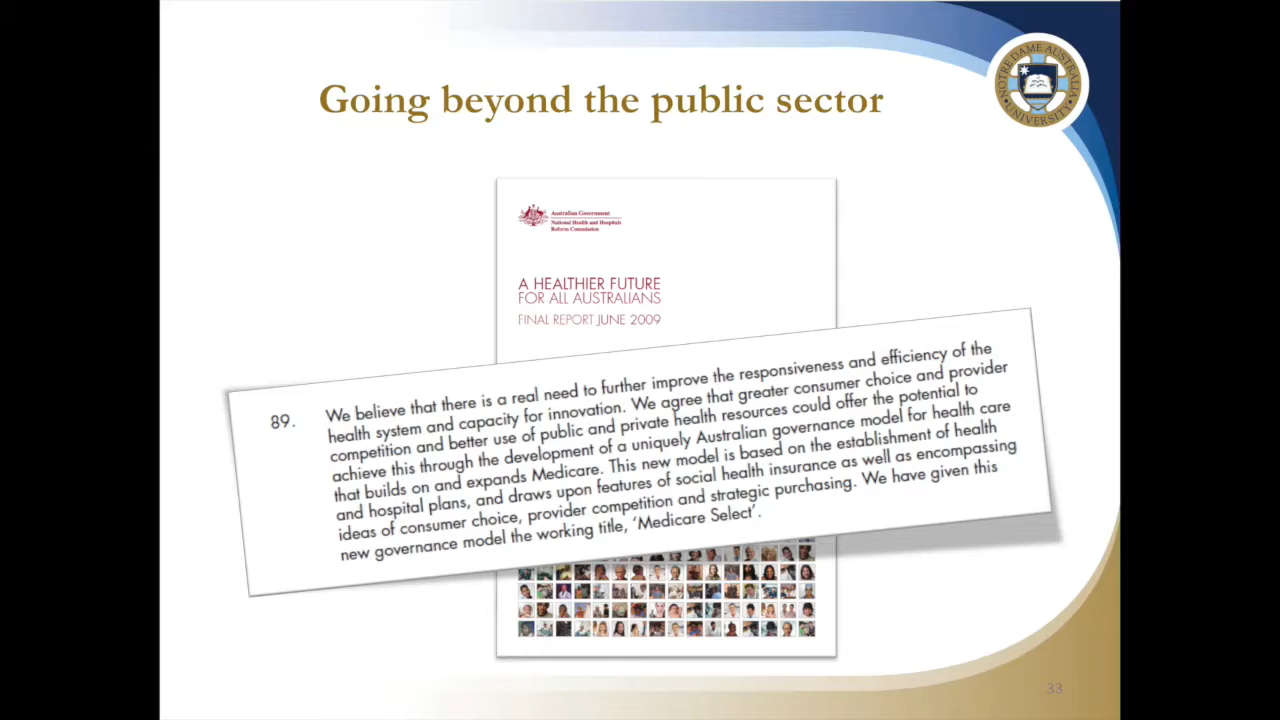 Going beyond the public sector
NOTRE DAME AUSTRALIA
UNIVERSITY
Australian Government
National Health and Hospitals
Reform Commission
A HEALTHIER FUTURE
FOR ALL AUSTRALIANS
FINAL REPORT JUNE 2009
89. We believe that there is a real need to further improve the responsiveness and efficiency of the
health system and capacity for innovation. We agree that greater consumer choice and provider
competition and better use of public and private health resources could offer the potential to
achieve this through the development of a uniquely Australian governance model for health care
that builds on and expands Medicare. This new model is based on the establishment of health
and hospital plans, and draws upon features of social health insurance as well as encompassing
ideas of consumer choice, provider competition and strategic purchasing. We have given this
new governance model the working title, ‘Medicare Select’.
33